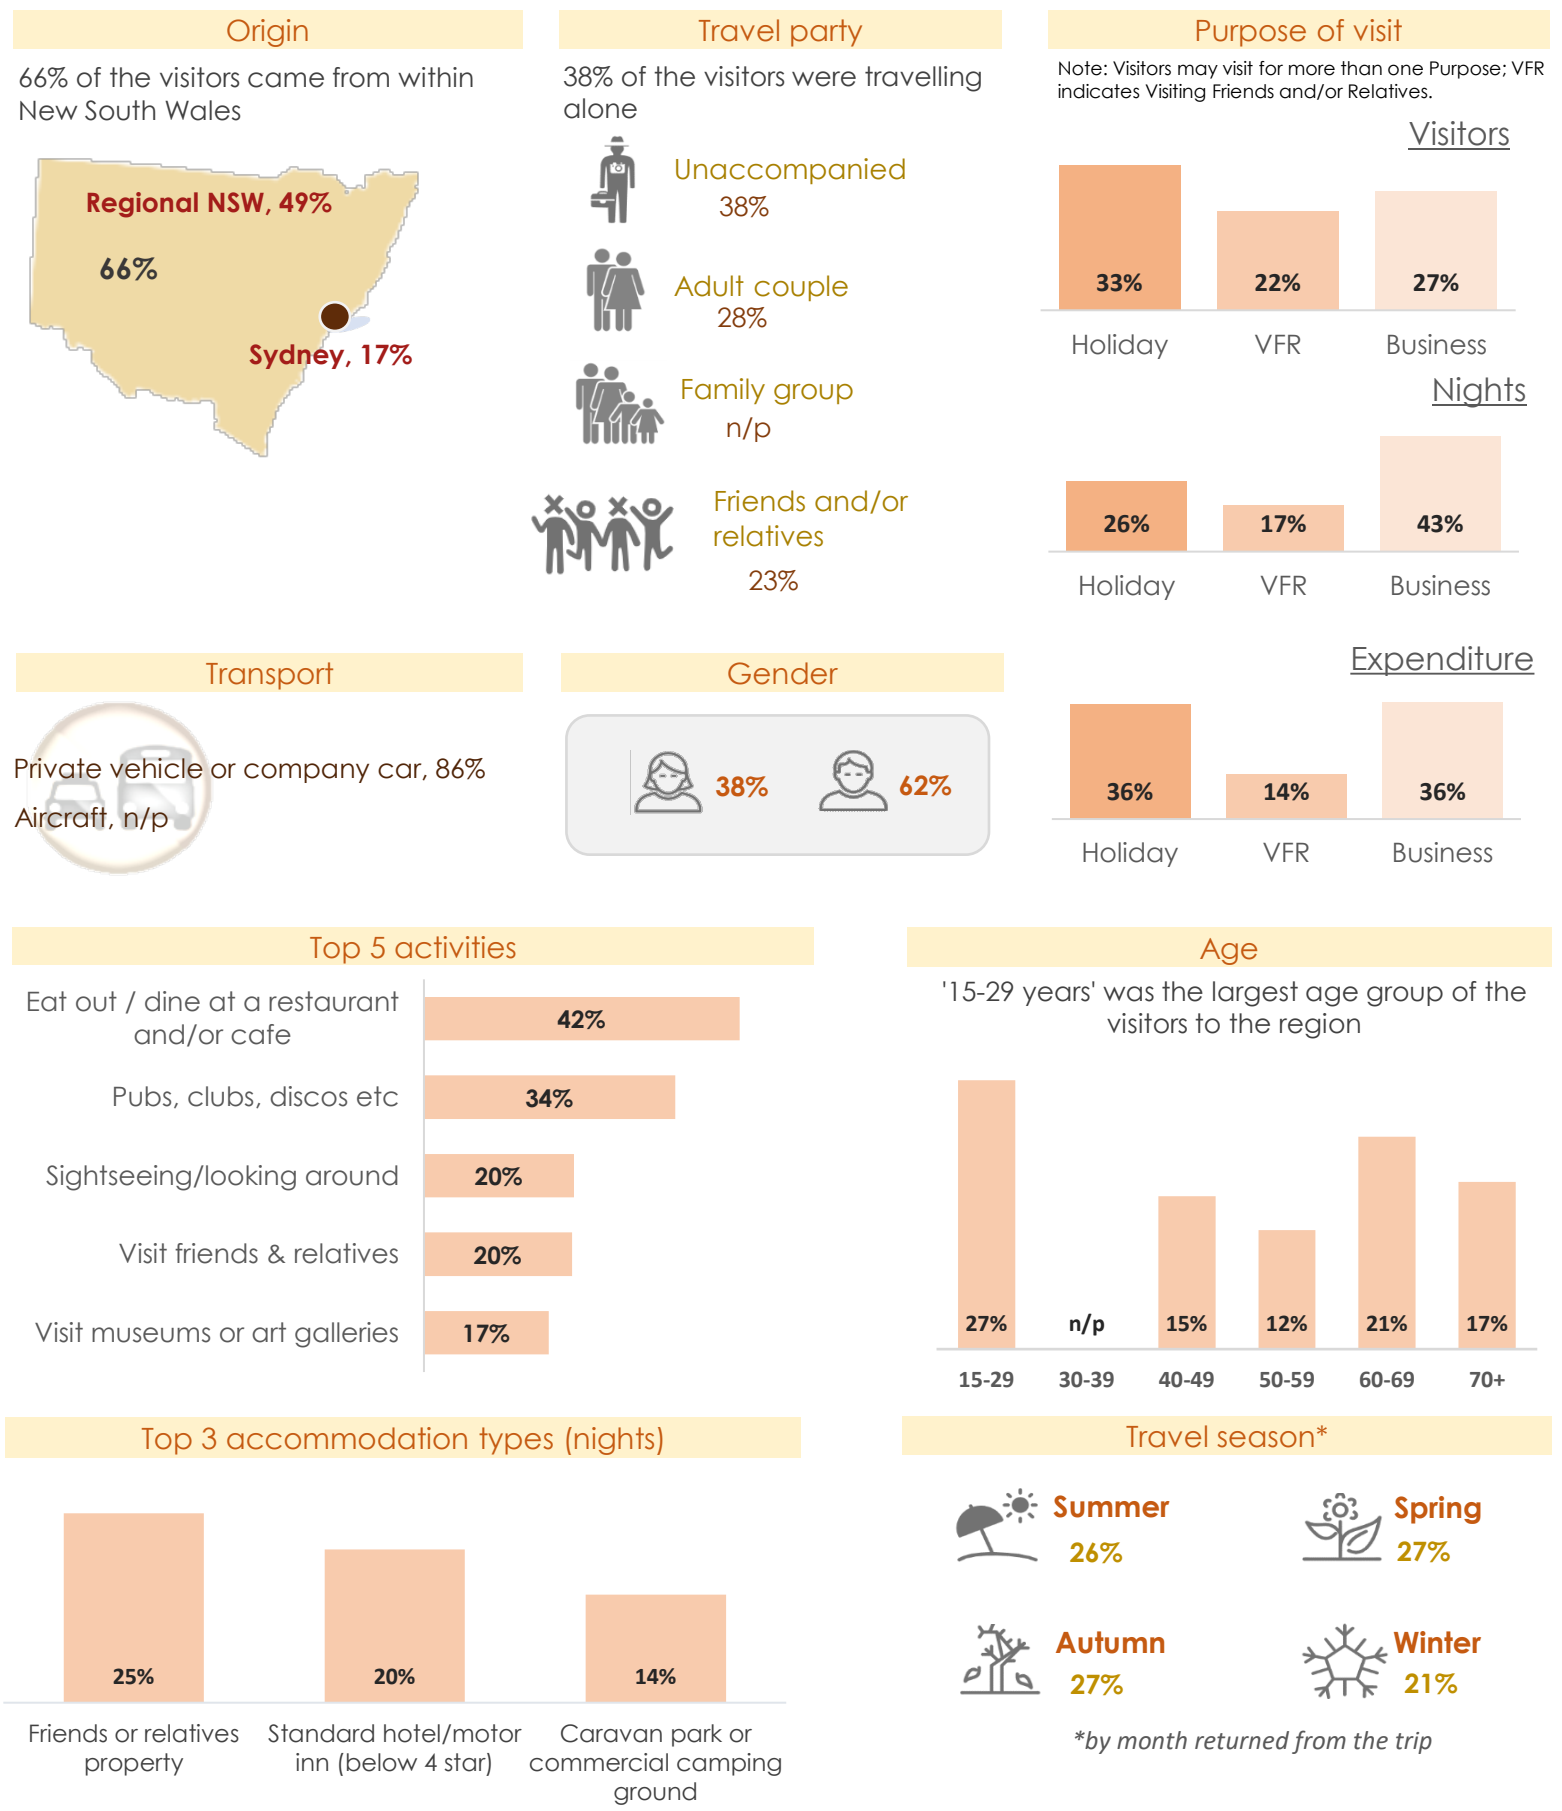 Origin
66% of the visitors came from within
New South Wales
Regional NSW, 49%
66%
Sydney, 17%
Travel party
38% of the visitors were travelling
alone
Unaccompanied
38%
Adult couple
28%
Family group
n/p
Friends and/or
relatives
23%
Purpose of visit
Note: Visitors may visit for more than one Purpose; VFR
indicates Visiting Friends and/or Relatives.
Visitors
33%
22%
27%
Holiday
VFR
Business
Nights
26%
17%
43%
Holiday
VFR
Business
Expenditure
36%
14%
36%
Holiday
VFR
Business
Transport
Private vehicle or company car, 86%
Aircraft, n/p
Gender
38%
62%
Top 5 activities
Eat out / dine at a restaurant
and/or cafe
42%
Pubs, clubs, discos etc
34%
Sightseeing/looking around
20%
Visit friends & relatives
20%
Visit museums or art galleries
17%
Age
'15-29 years' was the largest age group of the
visitors to the region
27%
n/p
15%
12%
21%
17%
15-29
30-39
40-49
50-59
60-69
70+
Top 3 accommodation types (nights)
25%
20%
14%
Friends or relatives
property
Standard hotel/motor
inn (below 4 star)
Caravan park or
commercial camping
ground
Travel season*
Summer
26%
Spring
27%
Autumn
27%
Winter
21%
*by month returned from the trip